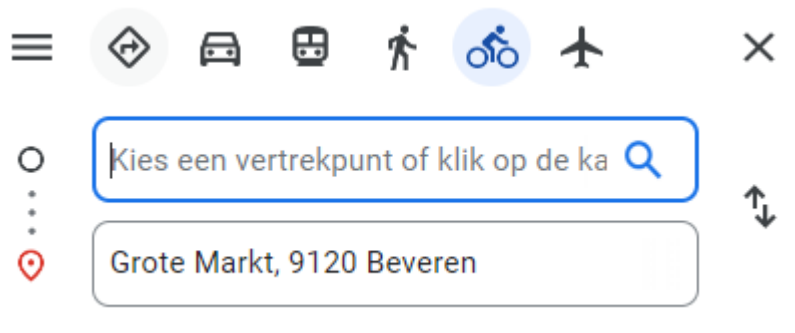 Kies een vertrekpunt of klik op de ka
Grote Markt, 9120 Beveren